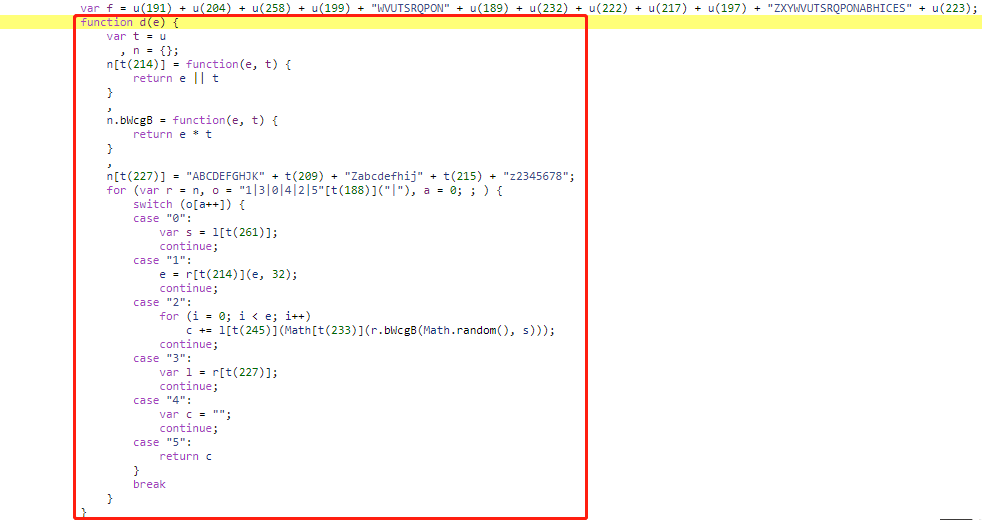 var f = u(191) + u(204) + u(258) + u(199) + "WVUTSRQPON" + u(189) + u(232) + u(222) + u(217) + u(197) + "ZXYWVUTSRQPONABHICES" + u(223);
function d(e) {
var t = u
, n = {};
n[t(214)] = function(e, t) {
return e || t
}
,
n.bWcgB = function(e, t) {
return e * t
}
,
n[t(227)] = "ABCDEFGHJK" + t(209) + "Zabcdefhij" + t(215) + "z2345678";
for (var r = n, o = "1|3|0|4|2|5"[t(188)]("|"), a = 0; ; ) {
switch (o[a++]) {
case "0":
var s = l[t(261)];
continue;
case "1":
e = r[t(214)](e, 32);
continue;
case "2":
for (i = 0; i < e; i++)
c += l[t(245)](Math[t(233)](r.bWcgB(Math.random(), s)));
continue;
case "3":
var l = r[t(227)];
continue;
case "4":
var c = "";
continue;
case "5":
return c
}
break
}
}